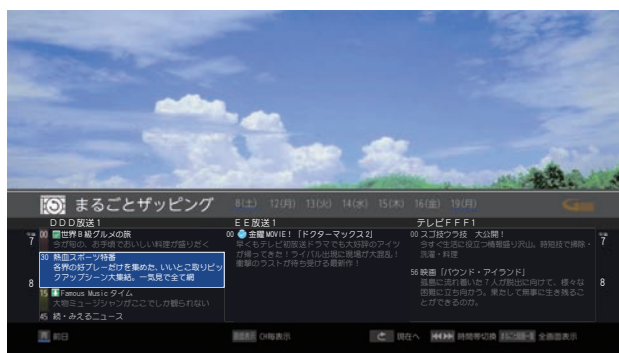 まるごとザッピング
8(土) 12(月) 13(火) 14(水) 15(木) 16(金) 19(月)
DDD放送1
EE放送1
テレビFFF1
7
00 世界B級グルメの旅
今が旬の、お手頃でおいしい料理が盛りだく
30 熱血スポーツ特番
各界の好プレーだけを集めた、いいとこ取りビッ
クアップシーン大集結。一気見で全て網
8
15 Famous Music タイム
大物ミュージシャンがここでしか観られない
45 続・みえるニュース
00 金曜MOVIE!「ドクターマックス2」
早くもテレビ初放送ドラマでも大好評のアイツ
が帰ってきた!ライバル出現に現場が大混乱!
衝撃のラストが待ち受ける最新作!
00 スゴ技ウラ技 大公開!
今すぐ生活に役立つ情報盛り沢山。時短技で掃除・
洗濯・料理
56 映画「バウンド・アイランド」
孤島に流れ着いた7人が脱出に向けて、様々な
困難に立ち向かう。果たして無事に生き残るこ
とができるのか。
7
8
青 前日
CH毎表示
現在へ
時間帯切換
全画面表示